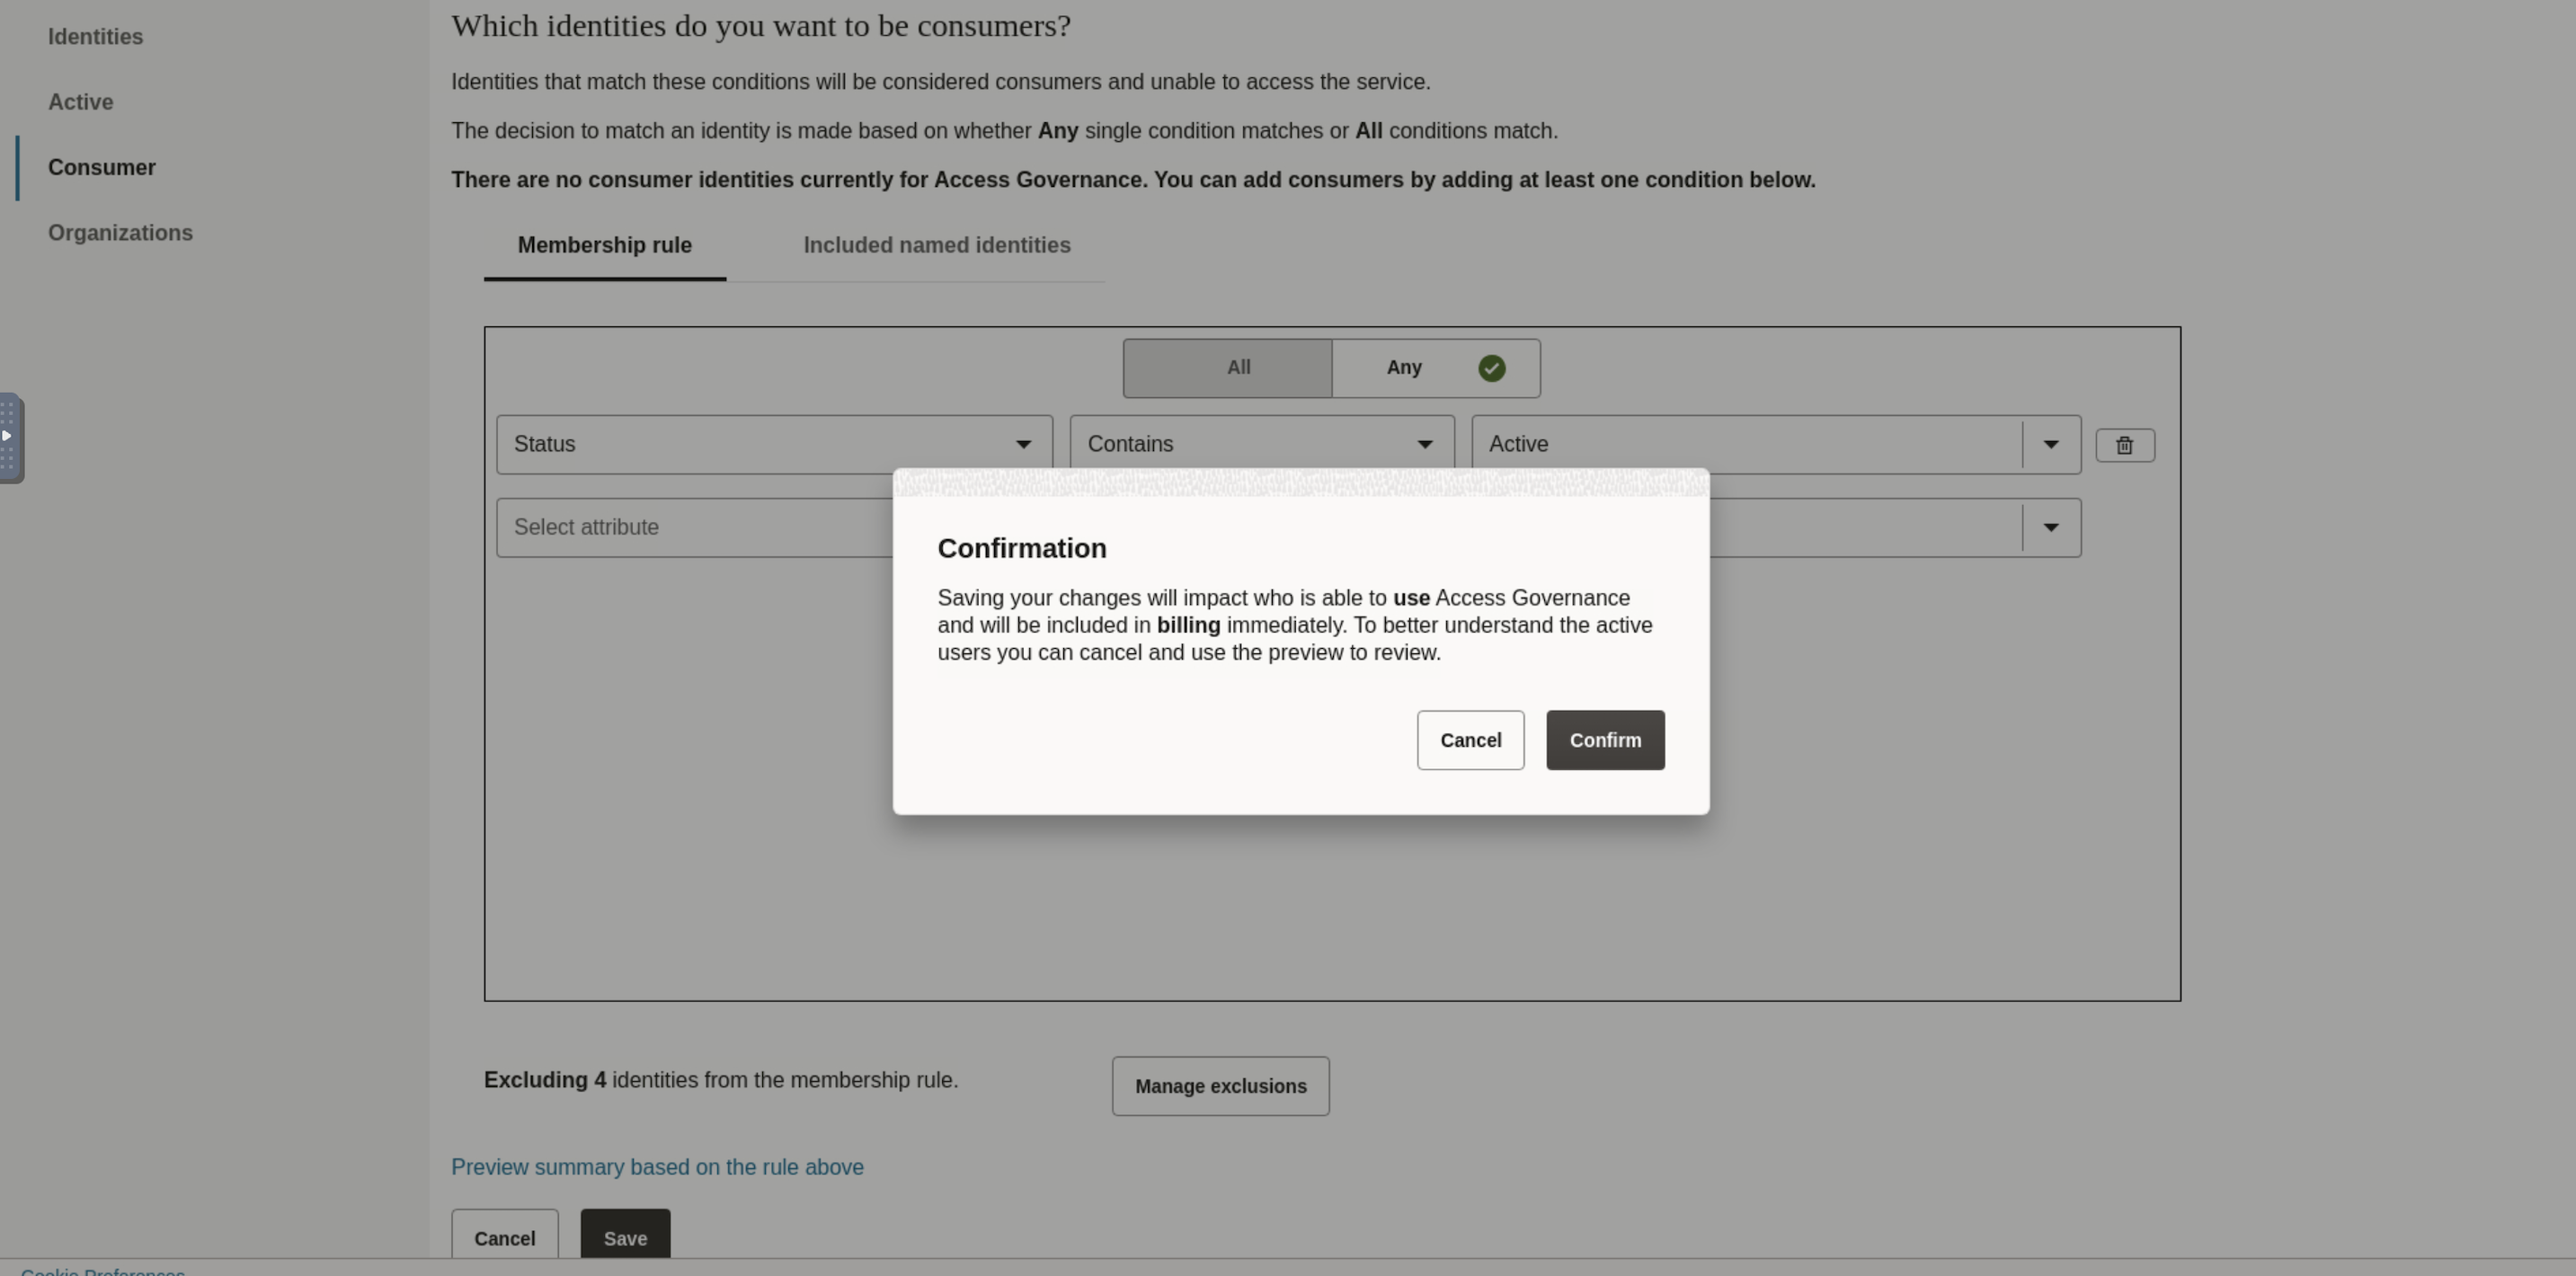 Identities
Active
Consumer
Organizations
Which identities do you want to be consumers?
Identities that match these conditions will be considered consumers and unable to access the service.
The decision to match an identity is made based on whether Any single condition matches or All conditions match.
There are no consumer identities currently for Access Governance. You can add consumers by adding at least one condition below.
Membership rule Included named identities
All Any
Status Contains Active
Select attribute
Confirmation
Saving your changes will impact who is able to use Access Governance
and will be included in billing immediately. To better understand the active
users you can cancel and use the preview to review.
Cancel Confirm
Excluding 4 identities from the membership rule. Manage exclusions
Preview summary based on the rule above
Cancel Save
Cookie Preferences